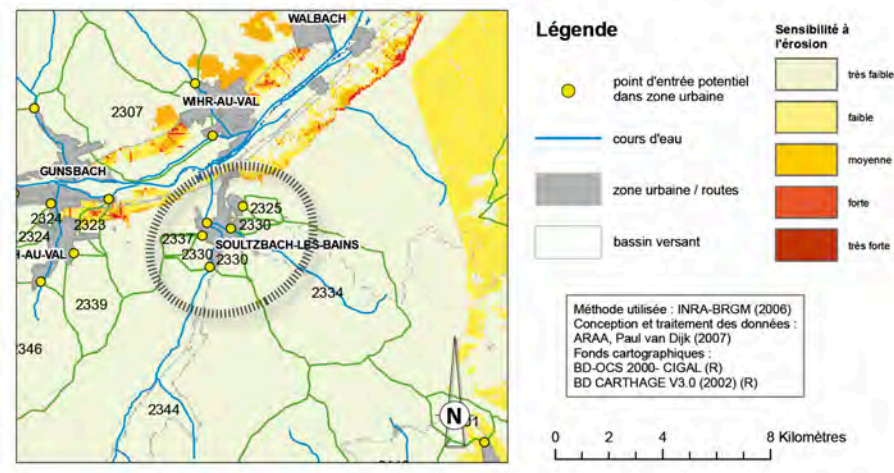 WALBACH
WIHR-AU-VAL
2307
GUNSBACH
2324
2323
2325
2324
2337
2330
SOULTZBACH-LES-BAINS
H-AU-VAL
2330
2330
2334
2339
2346
2344
N
Légende
point d'entrée potentiel
dans zone urbaine
cours d'eau
zone urbaine / routes
bassin versant
Sensibilité à
l'érosion
très faible
faible
moyenne
forte
très forte
Méthode utilisée : INRA-BRGM (2006)
Conception et traitement des données :
ARAA, Paul van Dijk (2007)
Fonds cartographiques :
BD-OCS 2000- CIGAL (R)
BD CARTHAGE V3.0 (2002) (R)
0 2 4 8 Kilomètres